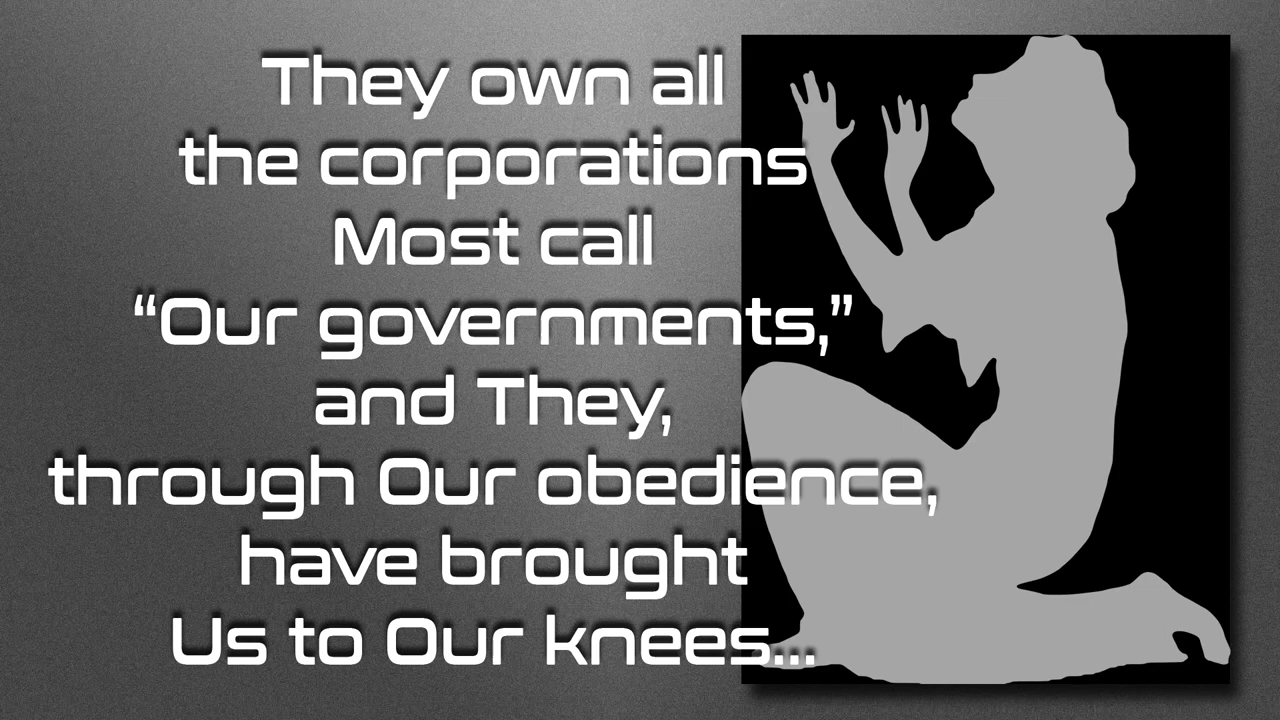 They own all
the corporations
Most call
“Our governments,”
and They,
through Our obedience,
have brought
Us to Our knees...